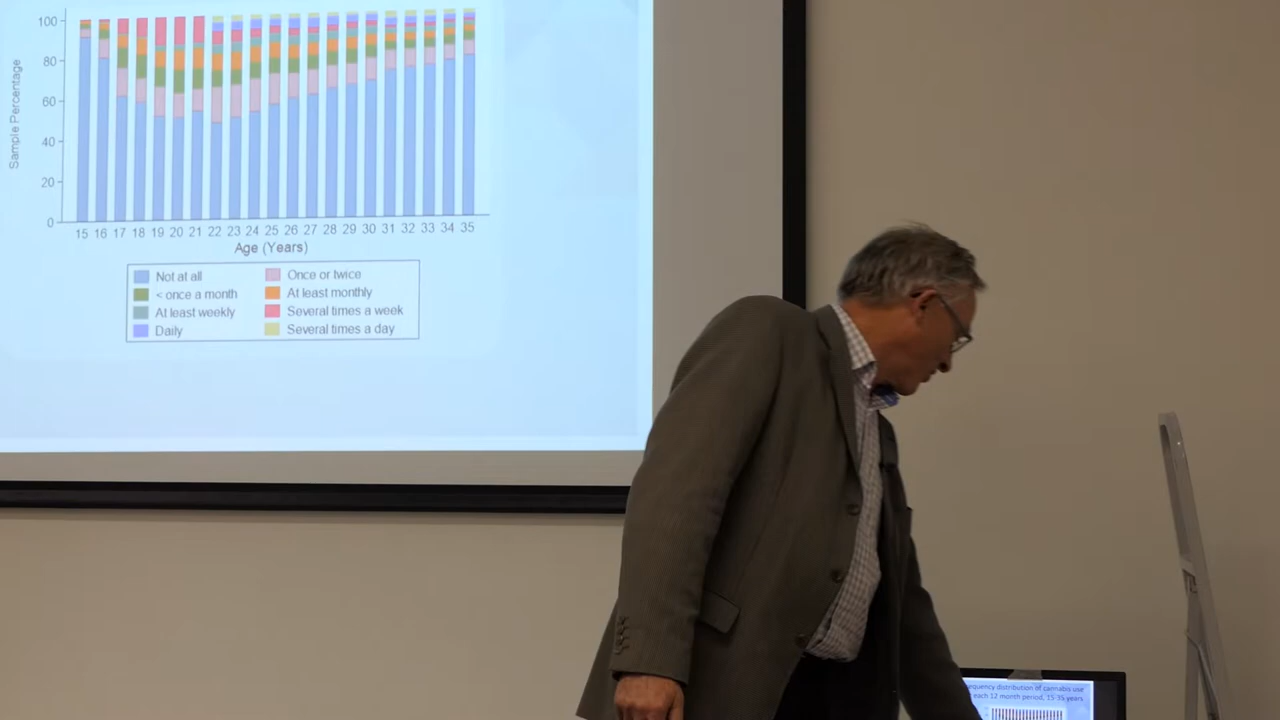 100
80
60
40
20
0
Sample Percentage
15 16 17 18 19 20 21 22 23 24 25 26 27 28 29 30 31 32 33 34 35
Age (Years)
Not at all
Once or twice
< once a month
At least monthly
At least weekly
Several times a week
Daily
Several times a day
distribution of cannabis use
each 12 month period, 15-35 years